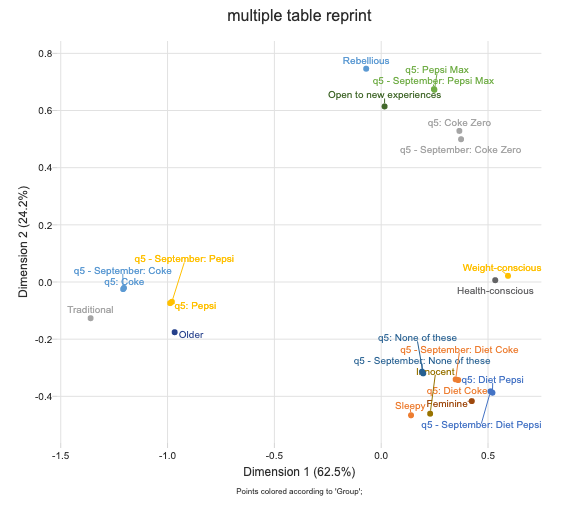 multiple table reprint
0.8
Rebellious
q5: Pepsi Max
q5 - September: Pepsi Max
Open to new experiences
0.6
q5: Coke Zero
q5 - September: Coke Zero
0.4
Dimension 2 (24.2%)
0.2
q5 - September: Pepsi
q5 - September: Coke
Weight-conscious
q5: Coke
0.0
Health-conscious
q5: Pepsi
Traditional
Older
-0.2
q5: None of these
q5 - September: Diet Coke
q5 - September: None of these
Innocent
q5: Diet Pepsi
q5: Diet Coke
-0.4
Sleepy
Feminine
q5 - September: Diet Pepsi
-1.5
-1.0
-0.5
0.0
0.5
Dimension 1 (62.5%)
Points colored according to 'Group';